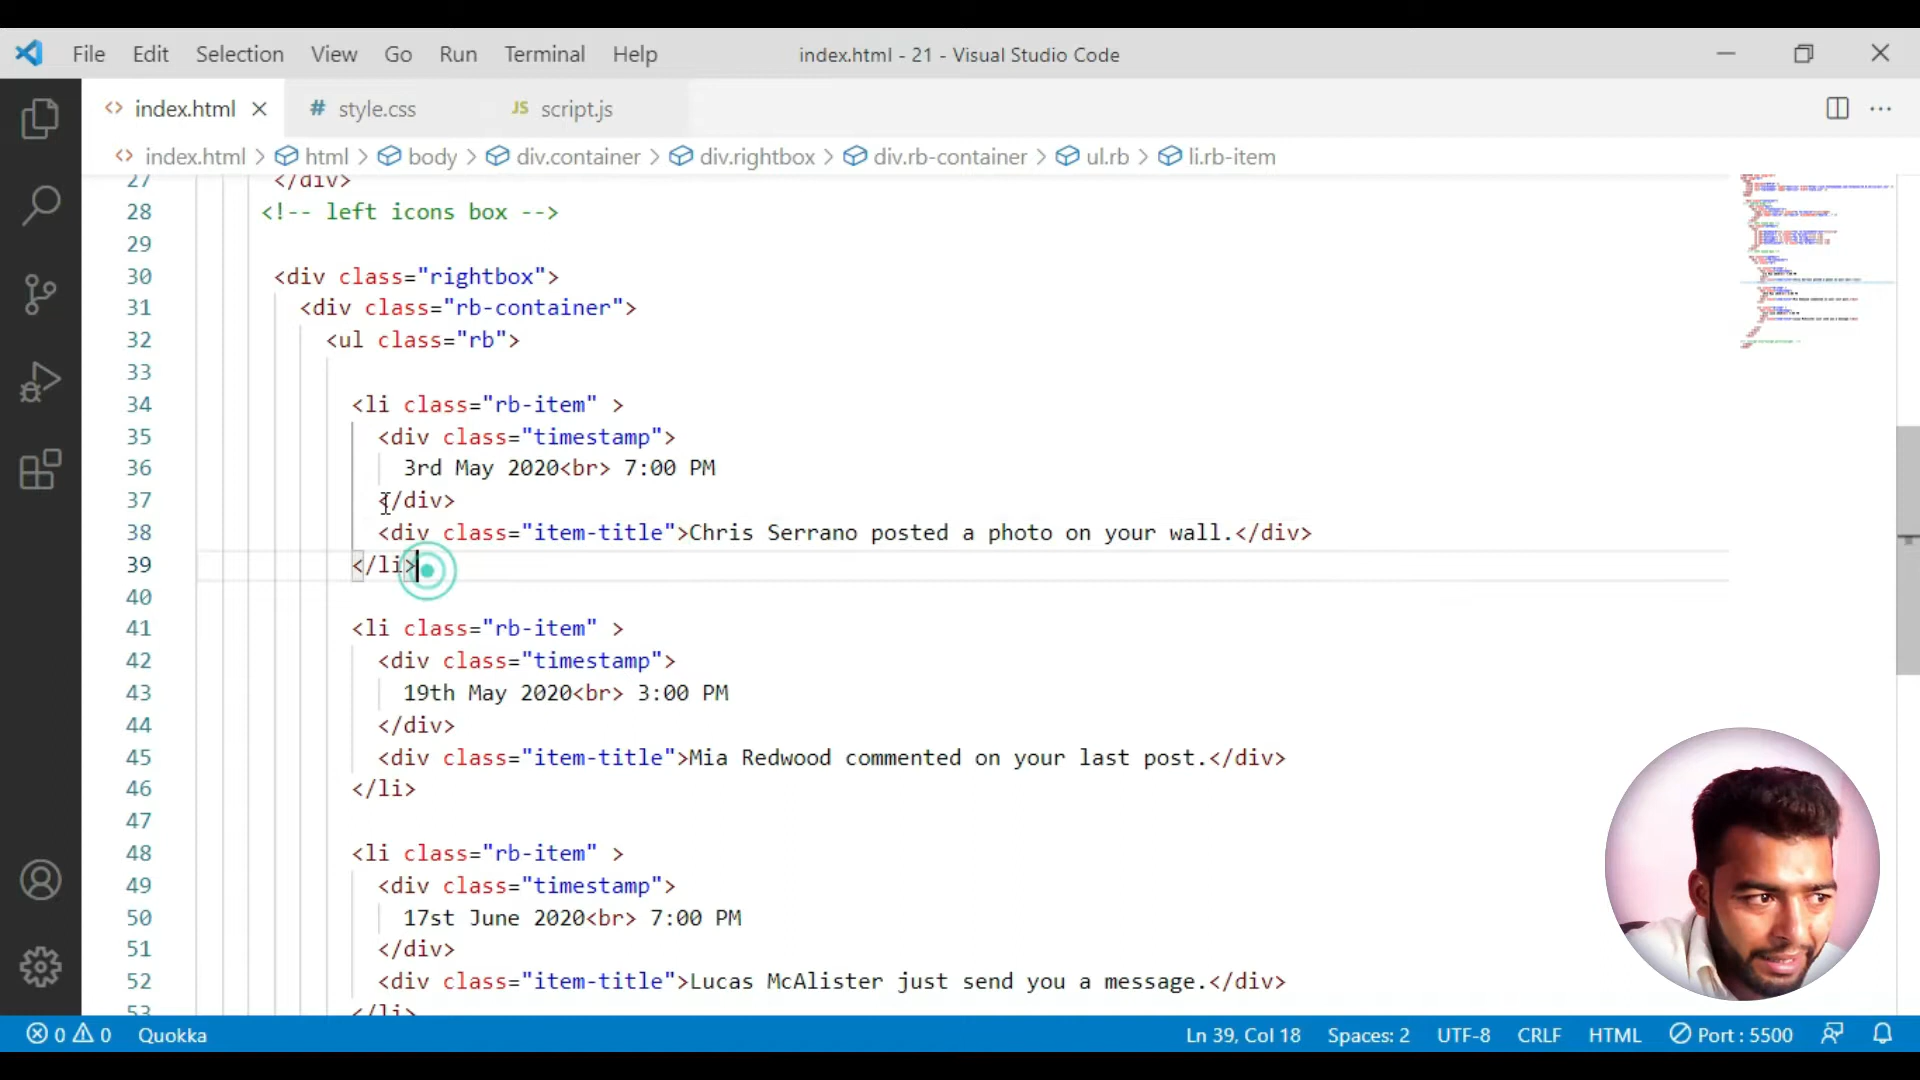 File Edit Selection View Go Run Terminal Help index.html - 21 - Visual Studio Code
index.html # style.css JS script.js
index.html > html > body > div.container > div.rightbox > div.rb-container > ul.rb > li.rb-item
27 </div>
28 <!-- left icons box -->
29
30 <div class="rightbox">
31 <div class="rb-container">
32 <ul class="rb">
33
34 <li class="rb-item" >
35 <div class="timestamp">
36 3rd May 2020<br> 7:00 PM
37 </div>
38 <div class="item-title">Chris Serrano posted a photo on your wall.</div>
39 </li>
40
41 <li class="rb-item" >
42 <div class="timestamp">
43 19th May 2020<br> 3:00 PM
44 </div>
45 <div class="item-title">Mia Redwood commented on your last post.</div>
46 </li>
47
48 <li class="rb-item" >
49 <div class="timestamp">
50 17st June 2020<br> 7:00 PM
51 </div>
52 <div class="item-title">Lucas McAlister just send you a message.</div>
53 </li>
0 0 Quokka Ln 39, Col 18 Spaces: 2 UTF-8 CRLF HTML Port : 5500